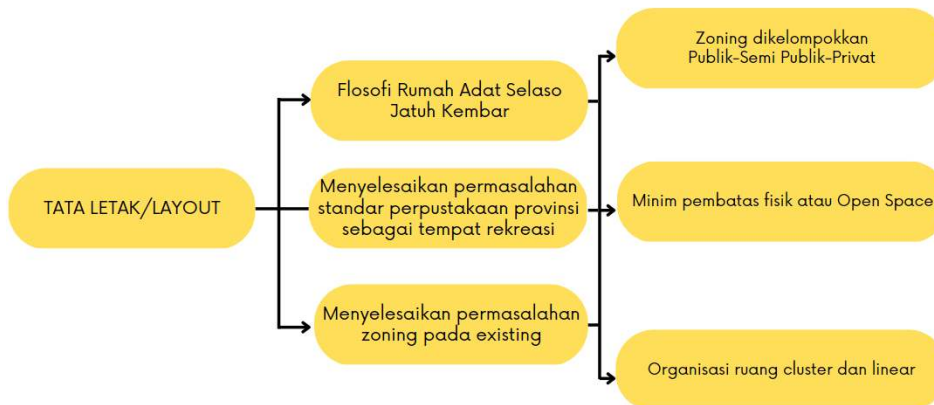 TATA LETAK/LAYOUT
Flosofi Rumah Adat Selaso
Jatuh Kembar
Menyelesaikan permasalahan
standar perpustakaan provinsi
sebagai tempat rekreasi
Menyelesaikan permasalahan
zoning pada existing
Zoning dikelompokkan
Publik-Semi Publik-Privat
Minim pembatas fisik atau Open Space
Organisasi ruang cluster dan linear